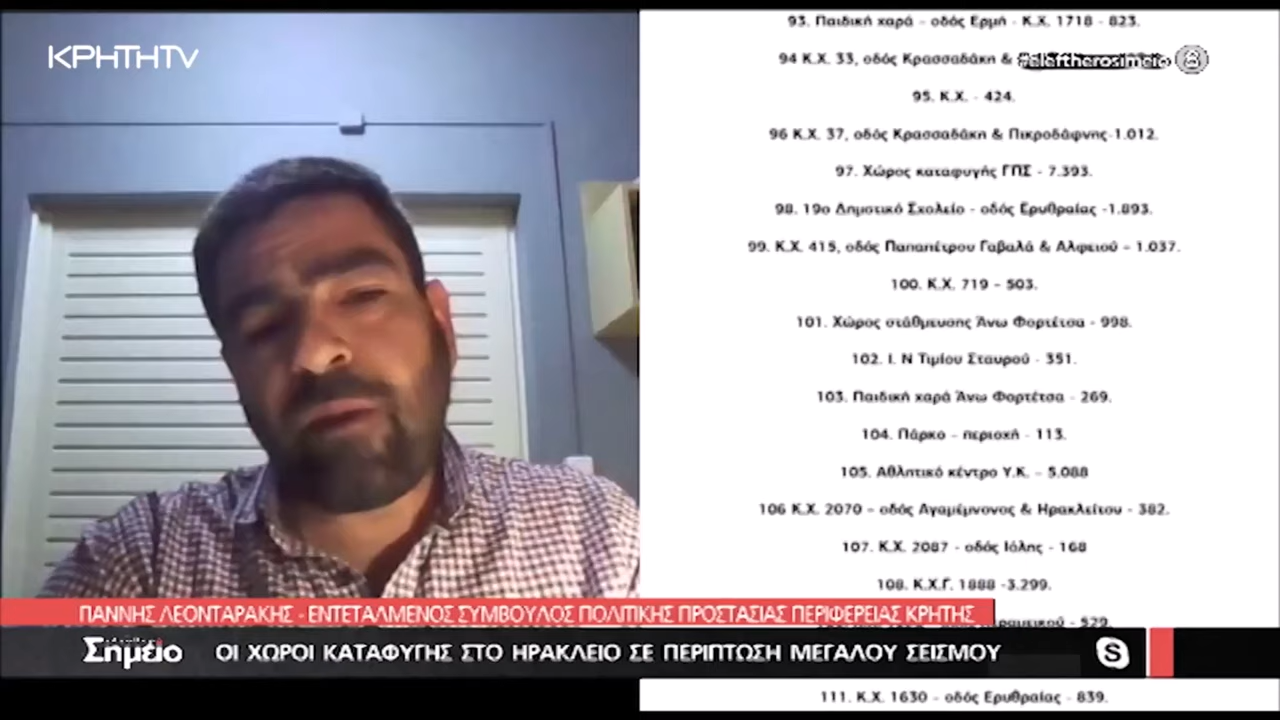 ΚΡΗΤΗTV
#eleftherosimeio
93. Παιδική χαρά – οδός Ερμή - Κ.Χ. 1718 - 823.
94 Κ.Χ. 33, οδός Κρασσαδάκη &
95. Κ.Χ. - 424.
96 Κ.Χ. 37, οδός Κρασσαδάκη & Πικροδάφνης-1.012.
97. Χώρος καταφυγής ΓΠΣ - 7.393.
98. 19ο Δημοτικό Σχολείο - οδός Ερυθραίας -1.893.
99. Κ.Χ. 415, οδός Παπαπέτρου Γαβαλά & Αλφειού – 1.037.
100. Κ.Χ. 719 – 503.
101. Χώρος στάθμευσης Άνω Φορτέτσα - 998.
102. Ι. Ν Τιμίου Σταυρού - 351.
103. Παιδική χαρά Άνω Φορτέτσα - 269.
104. Πάρκο – περιοχή - 113.
105. Αθλητικό κέντρο Υ.Κ. – 5.088
106 Κ.Χ. 2070 – οδός Αγαμέμνονος & Ηρακλείτου - 382.
107. Κ.Χ. 2087 - οδός Ιόλης - 168
108. Κ.Χ.Γ. 1888 -3.299.
529.
ΓΙΑΝΝΗΣ ΛΕΟΝΤΑΡΑΚΗΣ - ΕΝΤΕΤΑΛΜΕΝΟΣ ΣΥΜΒΟΥΛΟΣ ΠΟΛΙΤΙΚΗΣ ΠΡΟΣΤΑΣΙΑΣ ΠΕΡΙΦΕΡΕΙΑΣ ΚΡΗΤΗΣ
Σημείο ΟΙ ΧΩΡΟΙ ΚΑΤΑΦΥΓΗΣ ΣΤΟ ΗΡΑΚΛΕΙΟ ΣΕ ΠΕΡΙΠΤΩΣΗ ΜΕΓΑΛΟΥ ΣΕΙΣΜΟΥ
111. Κ.Χ. 1630 – οδός Ερυθραίας - 839.